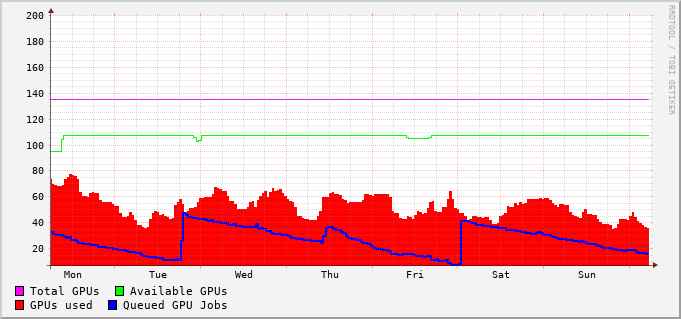 200
180
160
140
120
100
80
60
40
20
Mon Tue Wed Thu Fri Sat Sun
Total GPUs Available GPUs
GPUs used Queued GPU Jobs
RRDTOOL / TOBI OETIKER